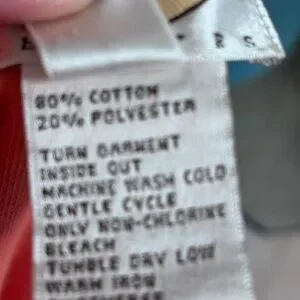 80% COTTON
20% POLYESTER
TURN GARMENT
INSIDE OUT
MACHINE WASH COLD
GENTLE CYCLE
ONLY NON-CHLORINE
BLEACH
TUMBLE DRY LOW
WARM IRON